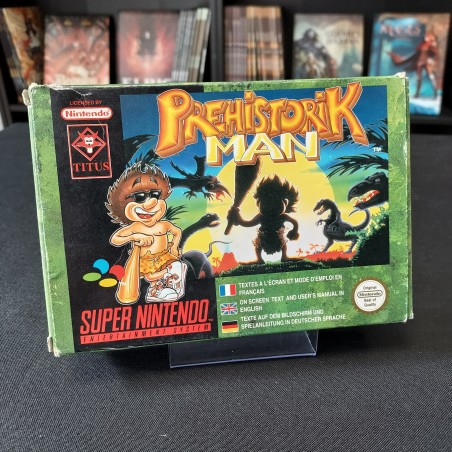 LICENSED BY
Nintendo
TITUS
PREHISTORIK
MAN
TM
TEXTES A L'ÉCRAN ET MODE D'EMPLOI EN
FRANÇAIS
ON SCREEN TEXT AND USER'S MANUAL IN
ENGLISH
TEXTE AUF DEM BILDSCHIRM UND
SPIELANLEITUNG IN DEUTSCHER SPRACHE
Original
Nintendo
Seal of
Quality
SUPER NINTENDO
ENTERTAINMENT SYSTEM